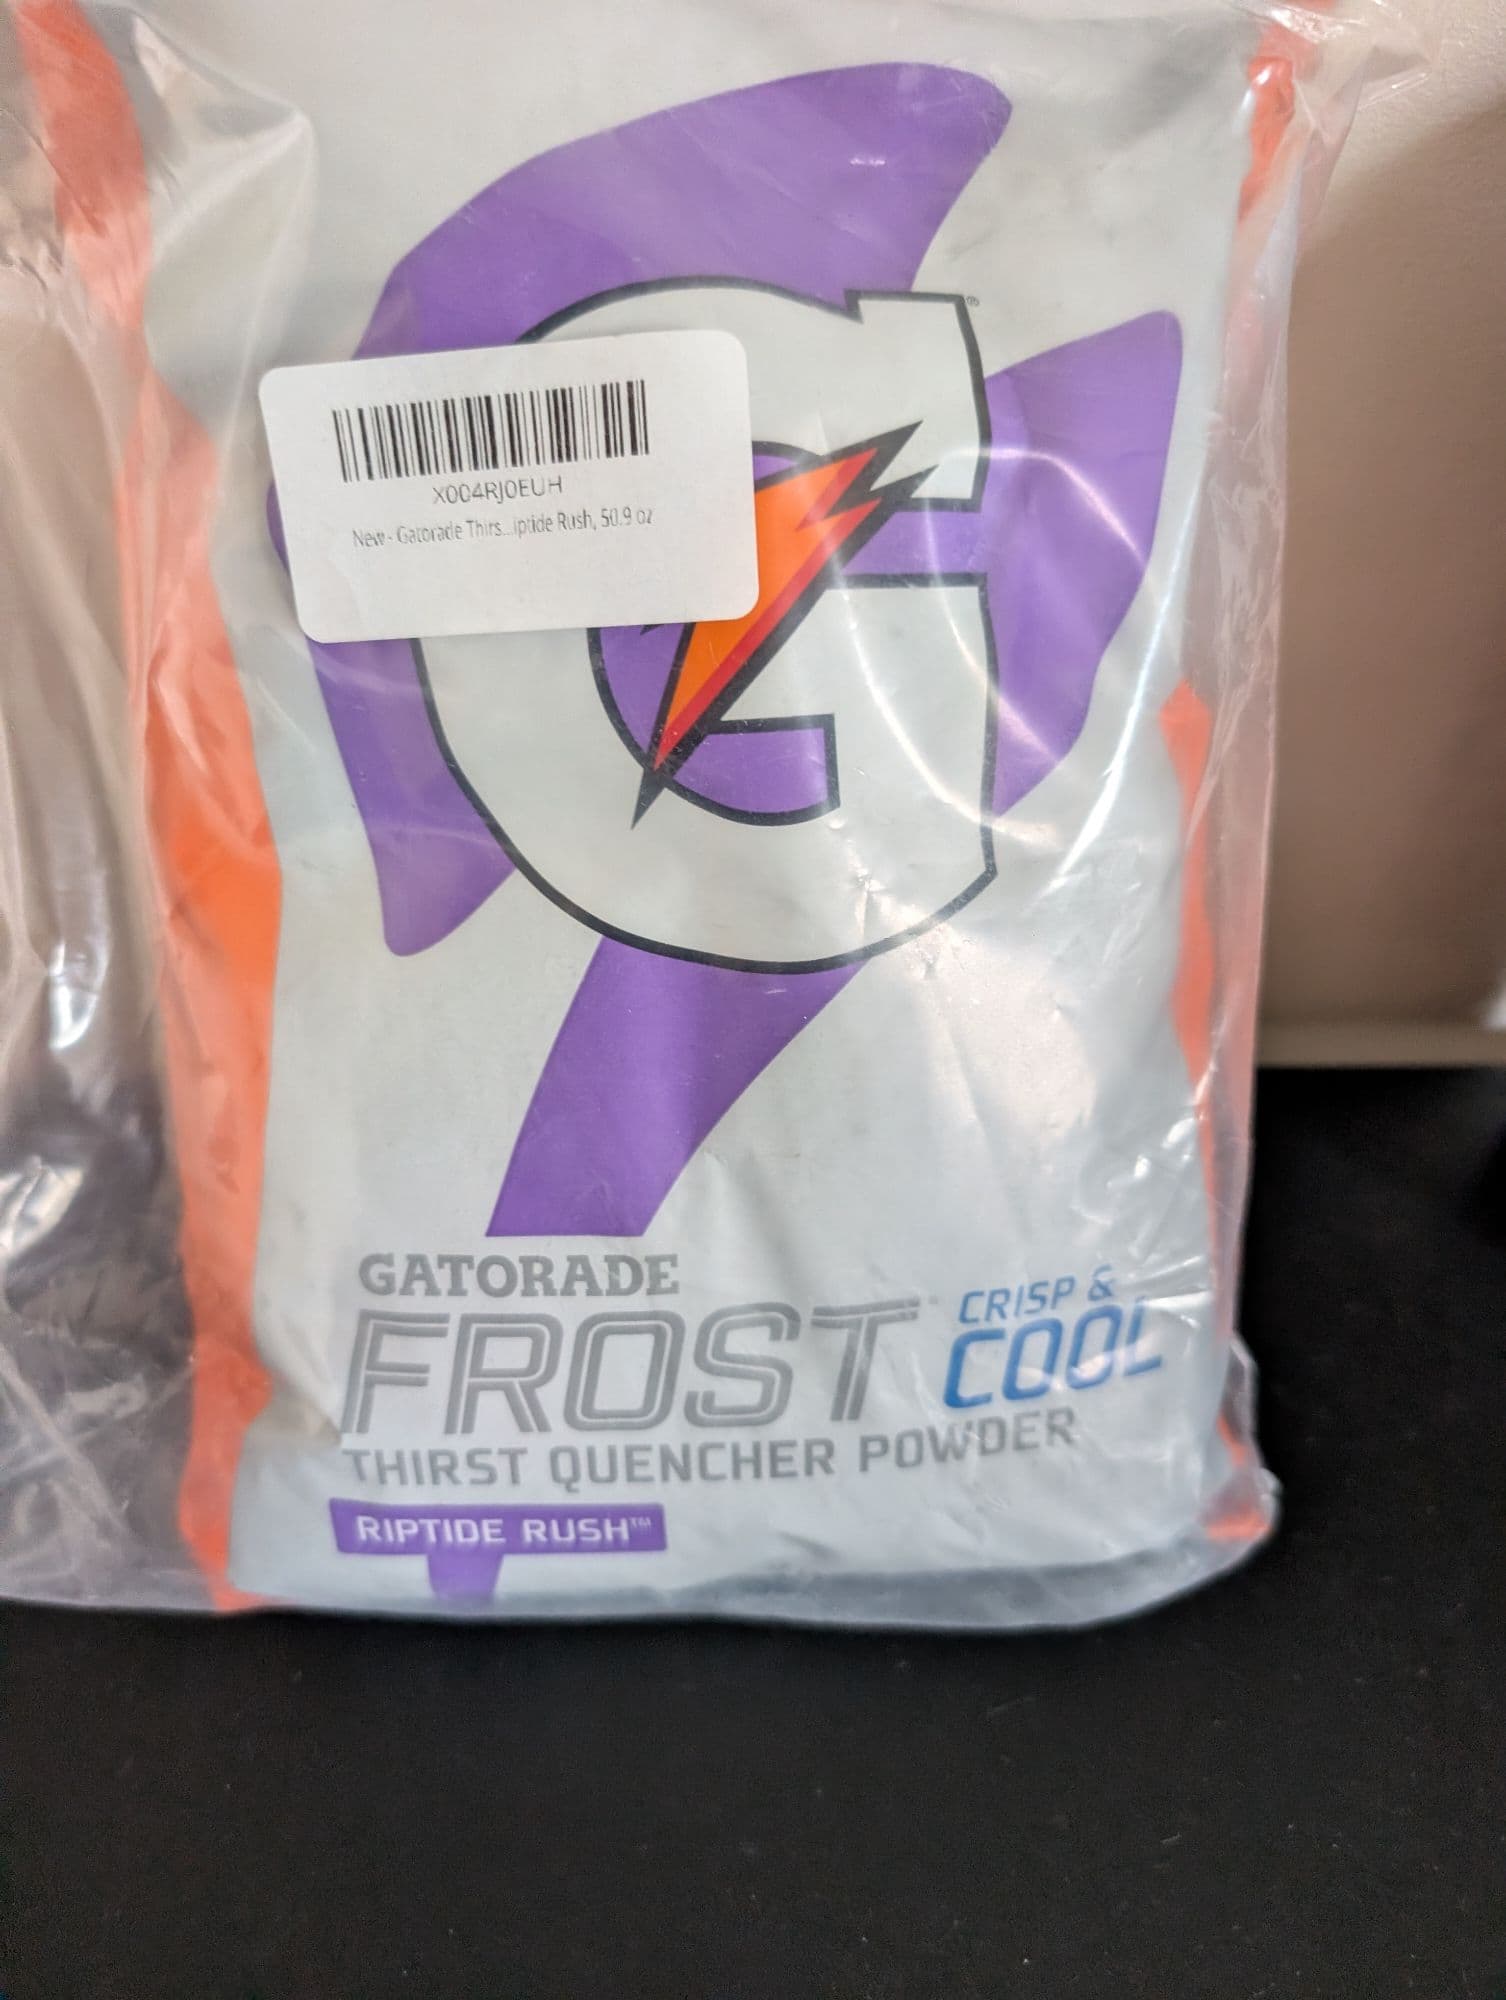 X004RJ0EUH
New - Gatorade Thirs...iptide Rush, 50.9 oz
G
®
GATORADE
FROST
CRISP &
COOL
THIRST QUENCHER POWDER
RIPTIDE RUSH™